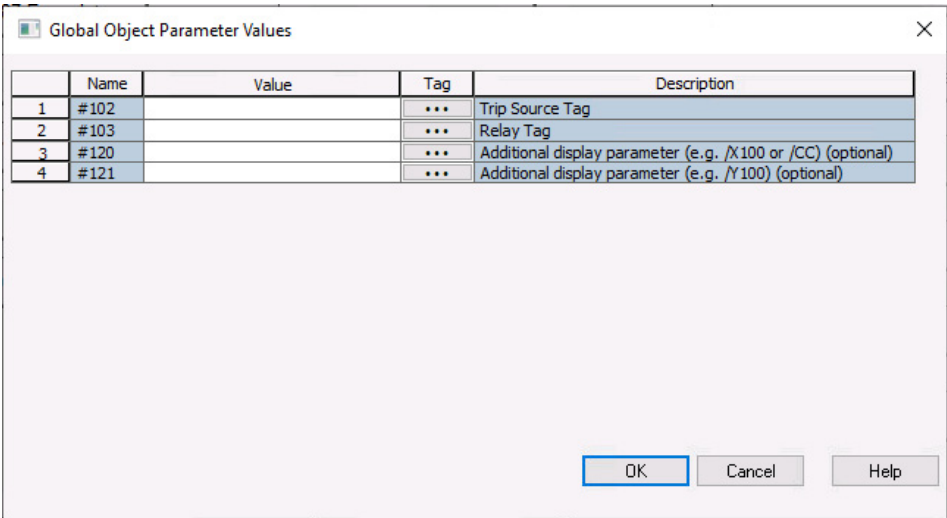 Global Object Parameter Values
Name Value Tag Description
1 #102 ••• Trip Source Tag
2 #103 ••• Relay Tag
3 #120 ••• Additional display parameter (e.g. /X100 or /CC) (optional)
4 #121 ••• Additional display parameter (e.g. /Y100) (optional)
OK Cancel Help